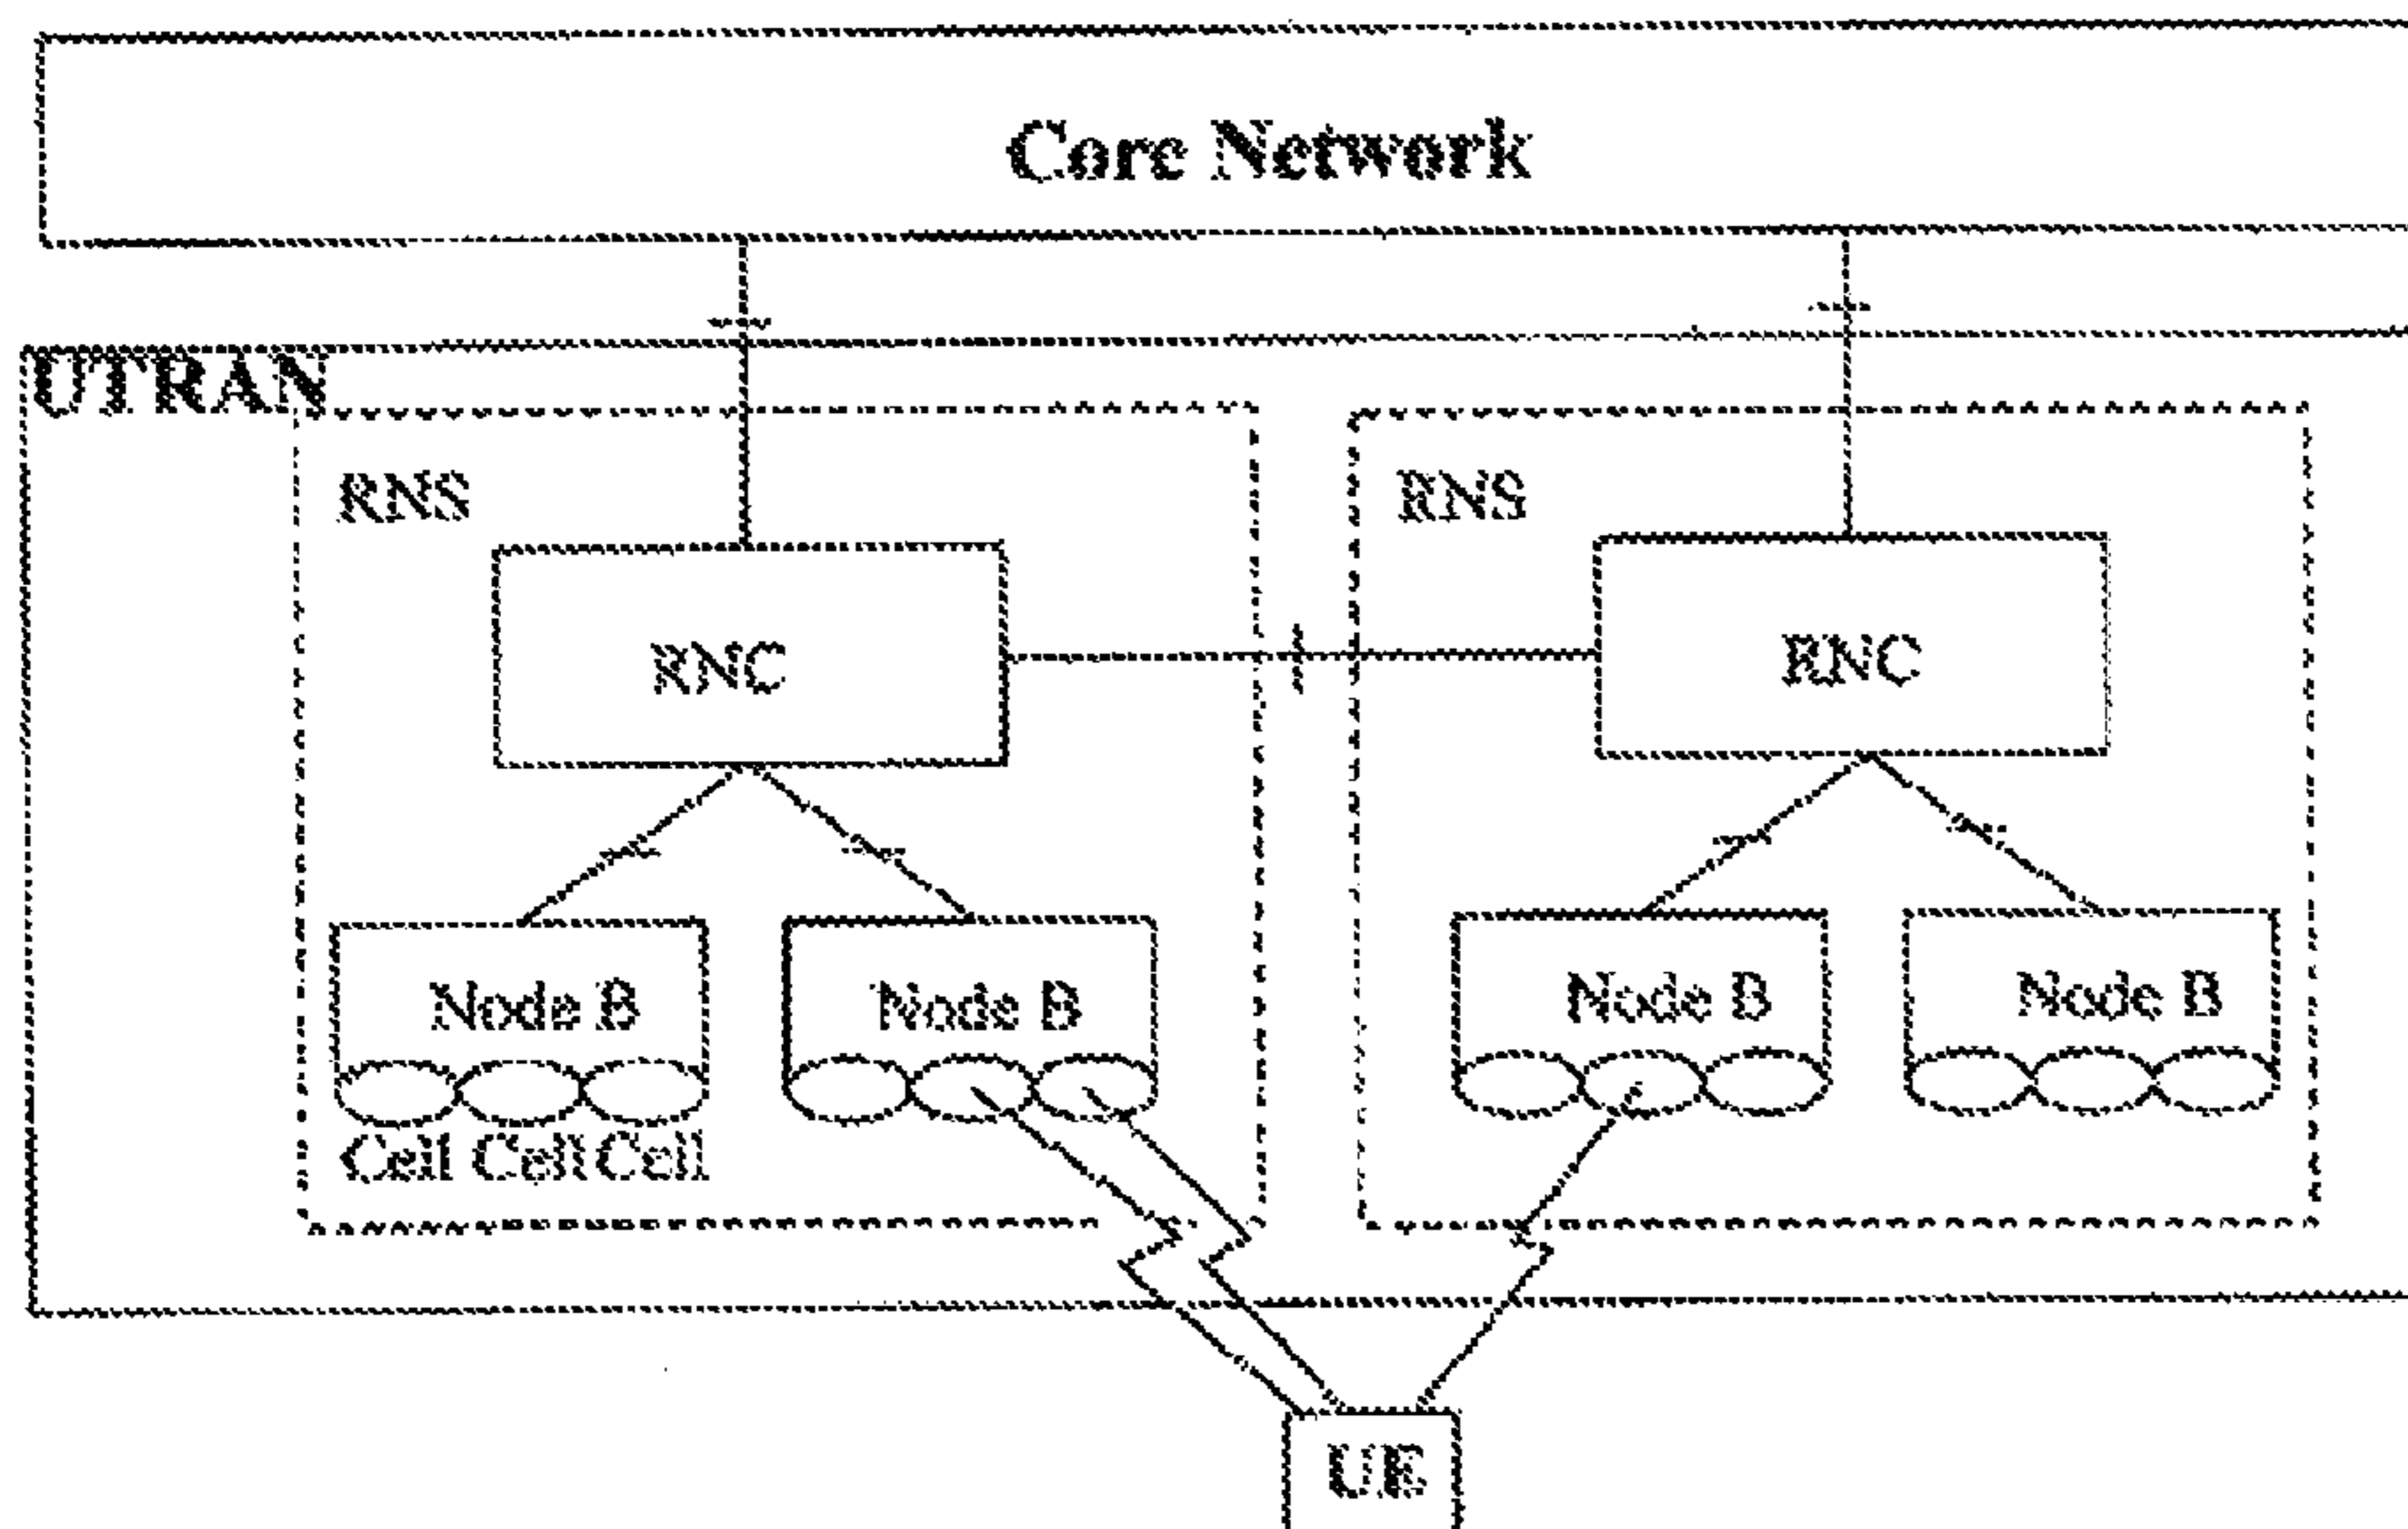 Core Network
UTRAN
RNS
RNS
RNC
RNC
Node B
Node B
Node B
Node B
Cell Cell Cell
UE